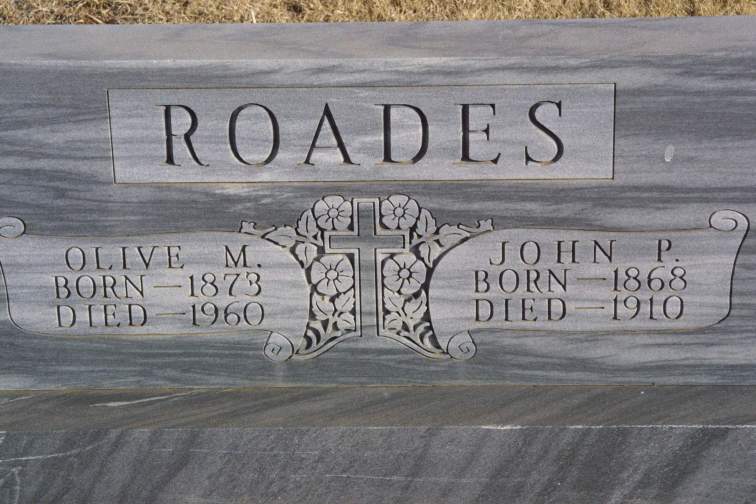 ROADES
OLIVE M.
BORN — 1873
DIED — 1960
JOHN P.
BORN — 1868
DIED — 1910